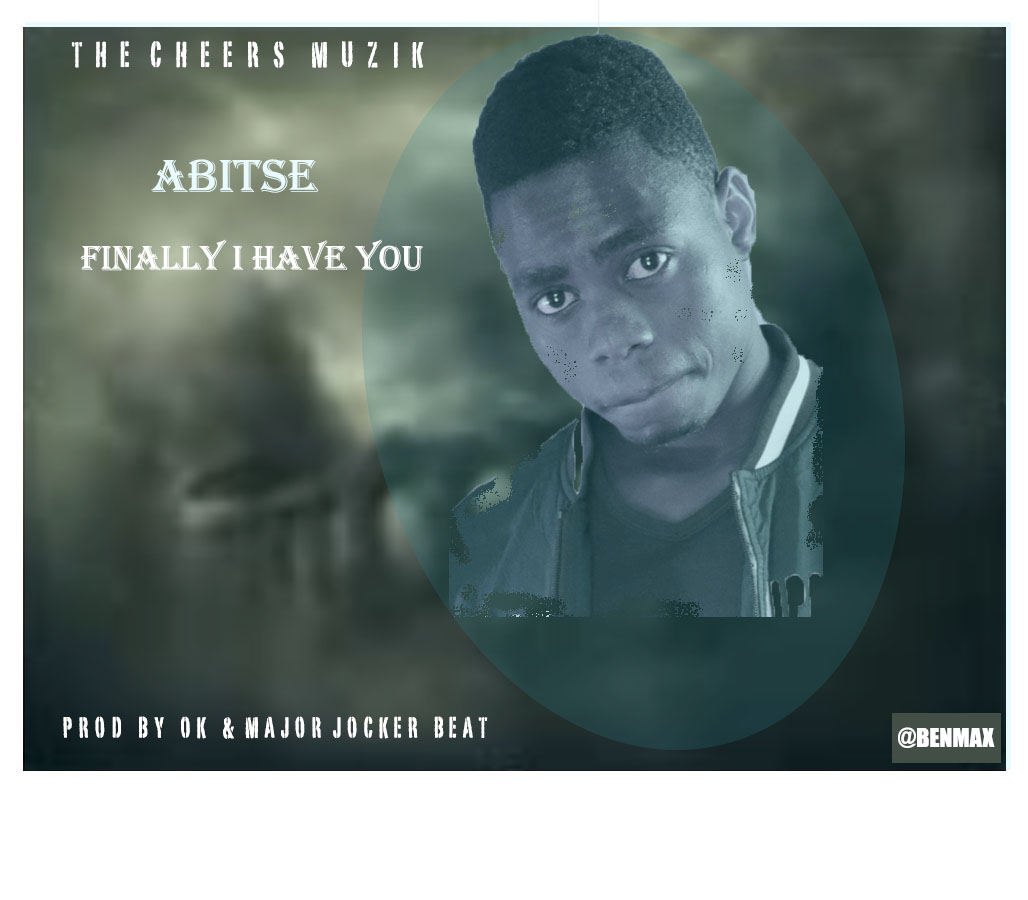 THE CHEERS MUZIK
ABITSE
FINALLY I HAVE YOU
PROD BY OK & MAJOR JOCKER BEAT
@BENMAX